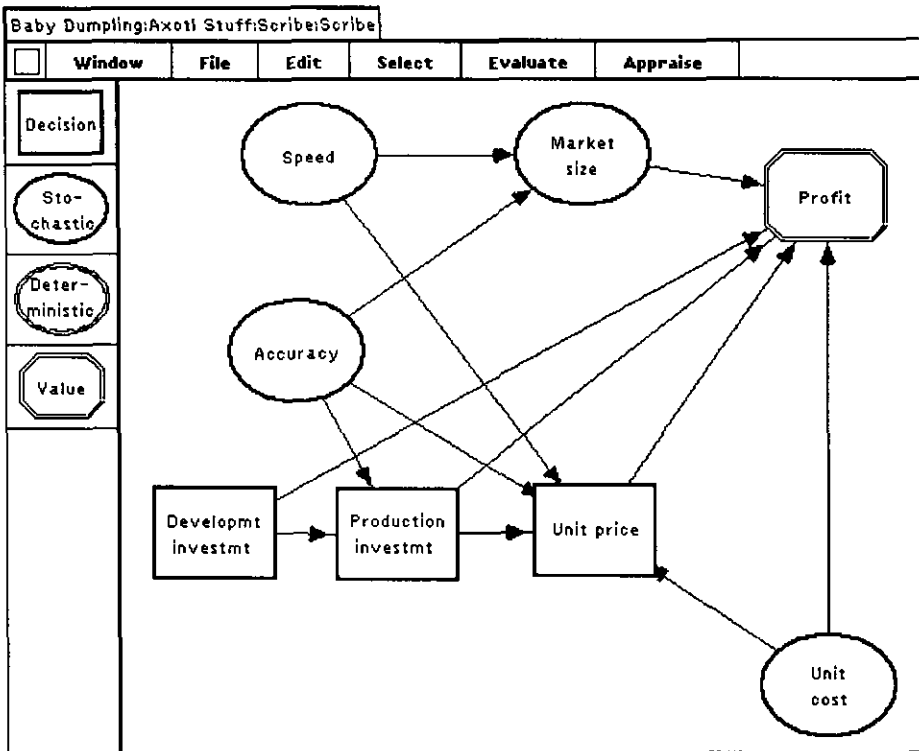 Baby Dumpling:Axotl Stuff:Scribe:Scribe
Window File Edit Select Evaluate Appraise
Decision
Sto-
chastic
Deter-
ministic
Value
Speed
Market
size
Profit
Accuracy
Developmt
investmt
Production
investmt
Unit price
Unit
cost